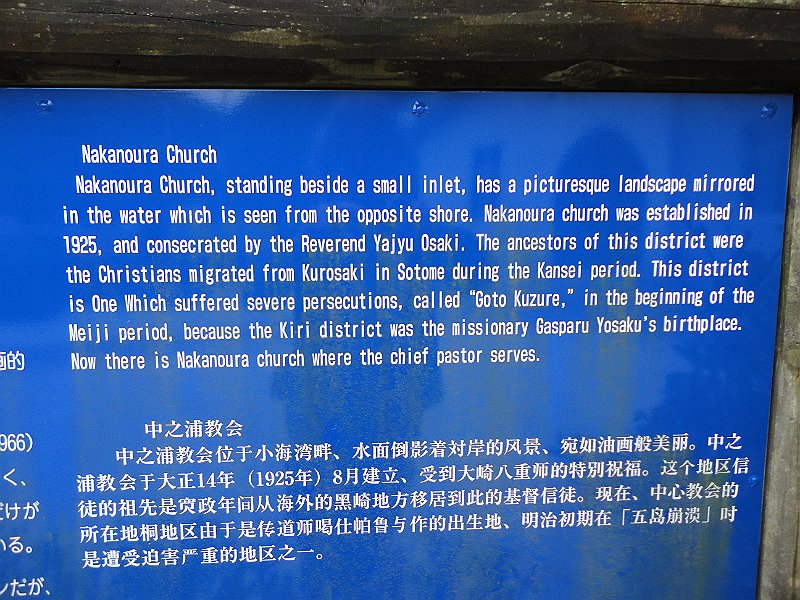 Nakanoura Church
Nakanoura Church, standing beside a small inlet, has a picturesque landscape mirrored
in the water which is seen from the opposite shore. Nakanoura church was established in
1925, and consecrated by the Reverend Yajyu Osaki. The ancestors of this district were
the Christians migrated from Kurosaki in Sotome during the Kansei period. This district
is One Which suffered severe persecutions, called “Goto Kuzure,” in the beginning of the
Meiji period, because the Kiri district was the missionary Gasparu Yosaku's birthplace.
Now there is Nakanoura church where the chief pastor serves.
画的
966）
く、
だけが
いる。
ンだが、
中之浦教会
中之浦教会位于小海湾畔、水面倒影着対岸的风景、宛如油画般美丽。中之
浦教会于大正14年（1925年）8月建立、受到大崎八重师的特別祝福。这个地区信
徒的祖先是 政年间从海外的黑崎地方移居到此的基督信徒。现在、中心教会的
所在地桐地区由于是传道师喝仕帕鲁与作的出生地、明治初期在「五岛崩溃」时
是遭受迫害严重的地区之一。